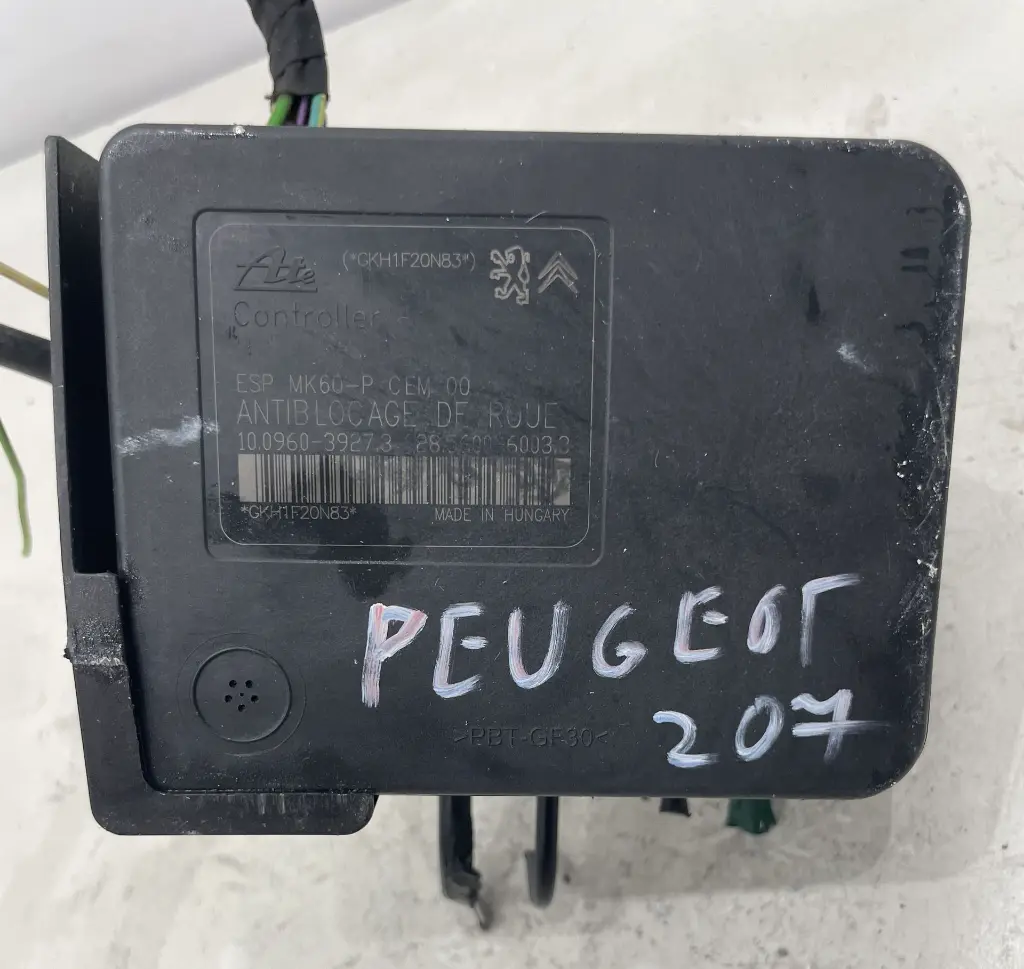 Ate (*GKH1F20N83*)
Controller
ESP MK60-P CEM 00
ANTIBLOCAGE DE ROUE
10.0960-3927.3
*GKH1F20N83* MADE IN HUNGARY
PEUGEOT
207
>PBT-GF30<